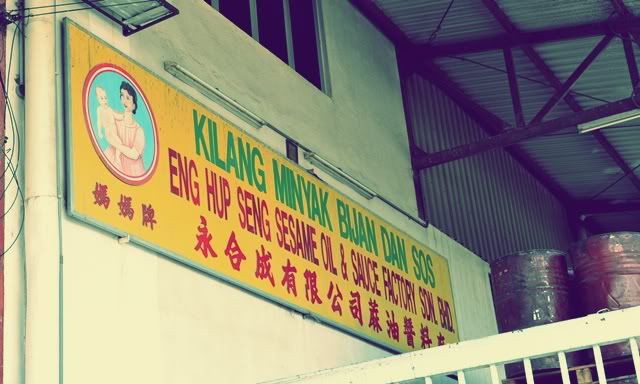 KILANG MINYAK BIJAN DAN SOS
ENG HUP SENG SESAME OIL & SAUCE FACTORY SDN. BHD.
永合成有限公司蔴油醬料廠
媽媽牌